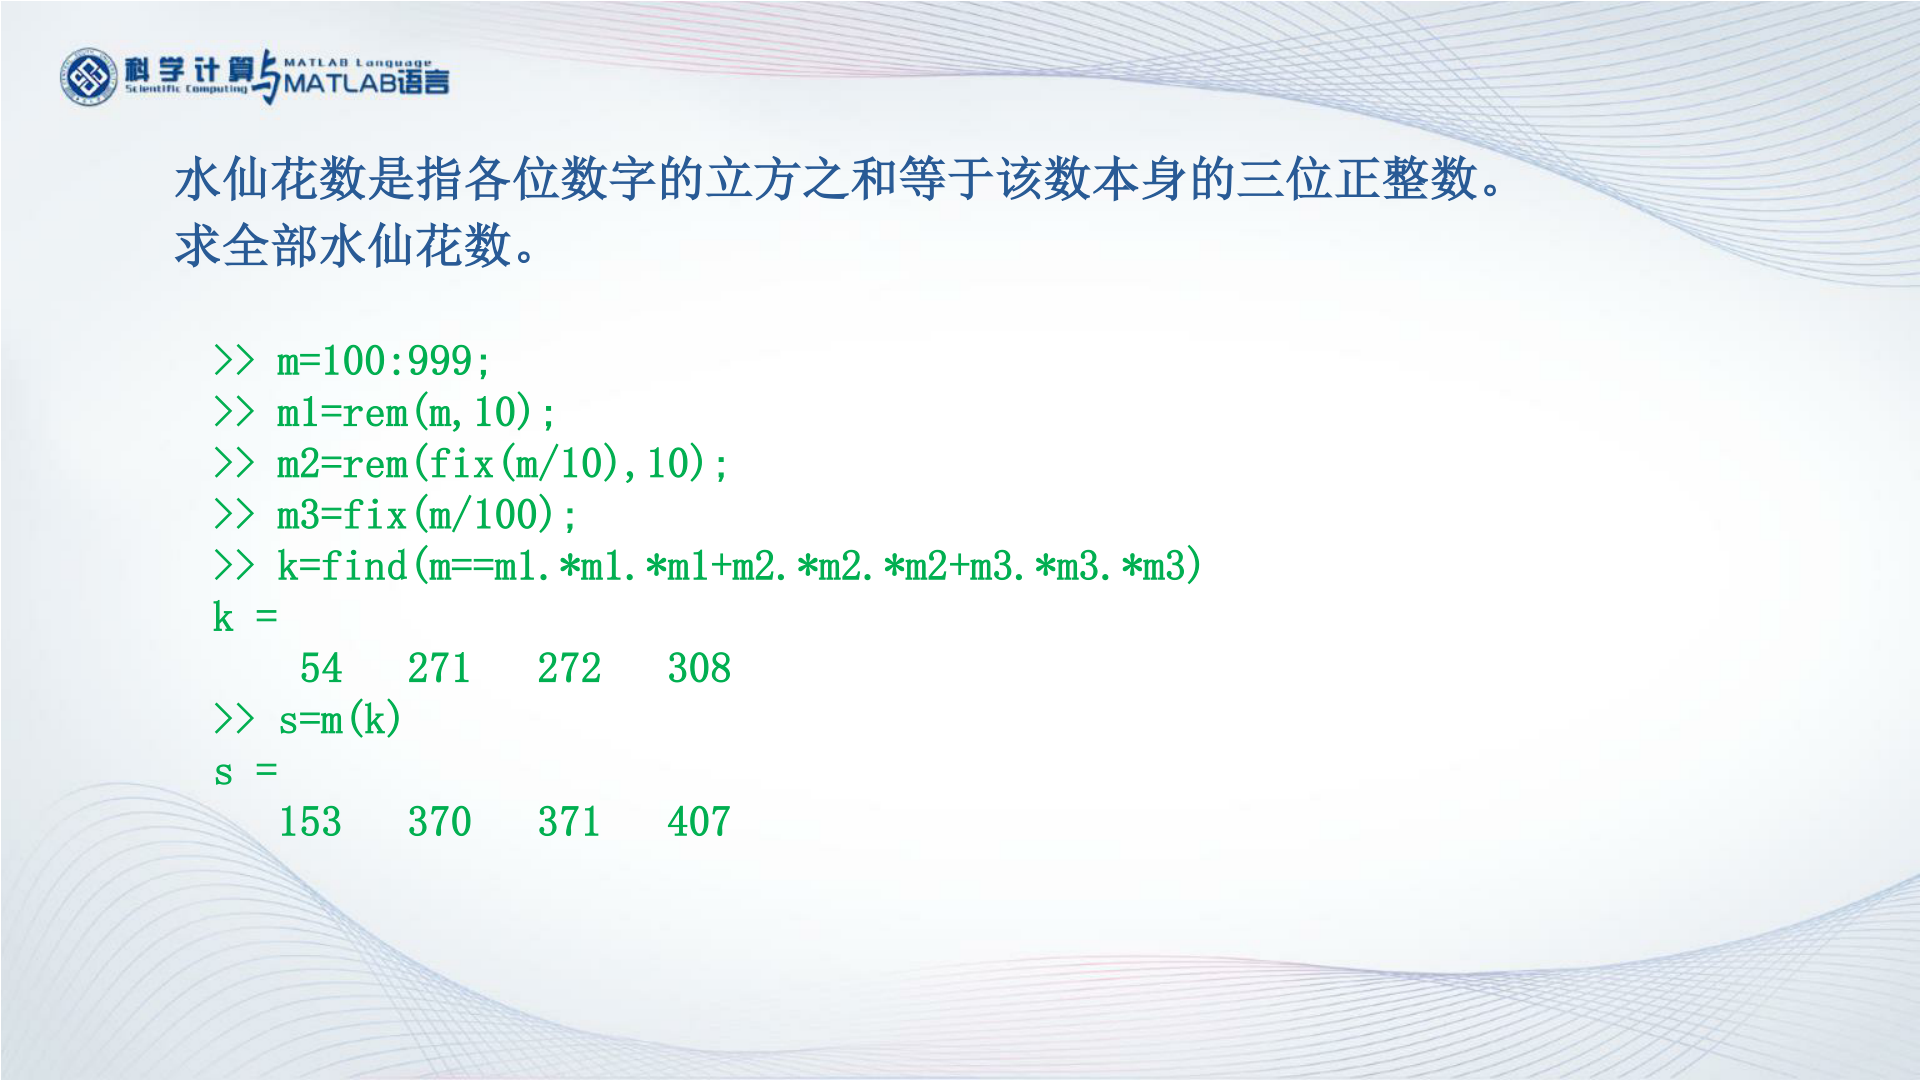 科学计算与MATLAB语言
Scientific Computing MATLAB Language
水仙花数是指各位数字的立方之和等于该数本身的三位正整数。
求全部水仙花数。
>> m=100:999;
>> m1=rem(m,10);
>> m2=rem(fix(m/10),10);
>> m3=fix(m/100);
>> k=find(m==m1.*m1.*m1+m2.*m2.*m2+m3.*m3.*m3)
k =
    54   271   272   308
>> s=m(k)
s =
   153   370   371   407